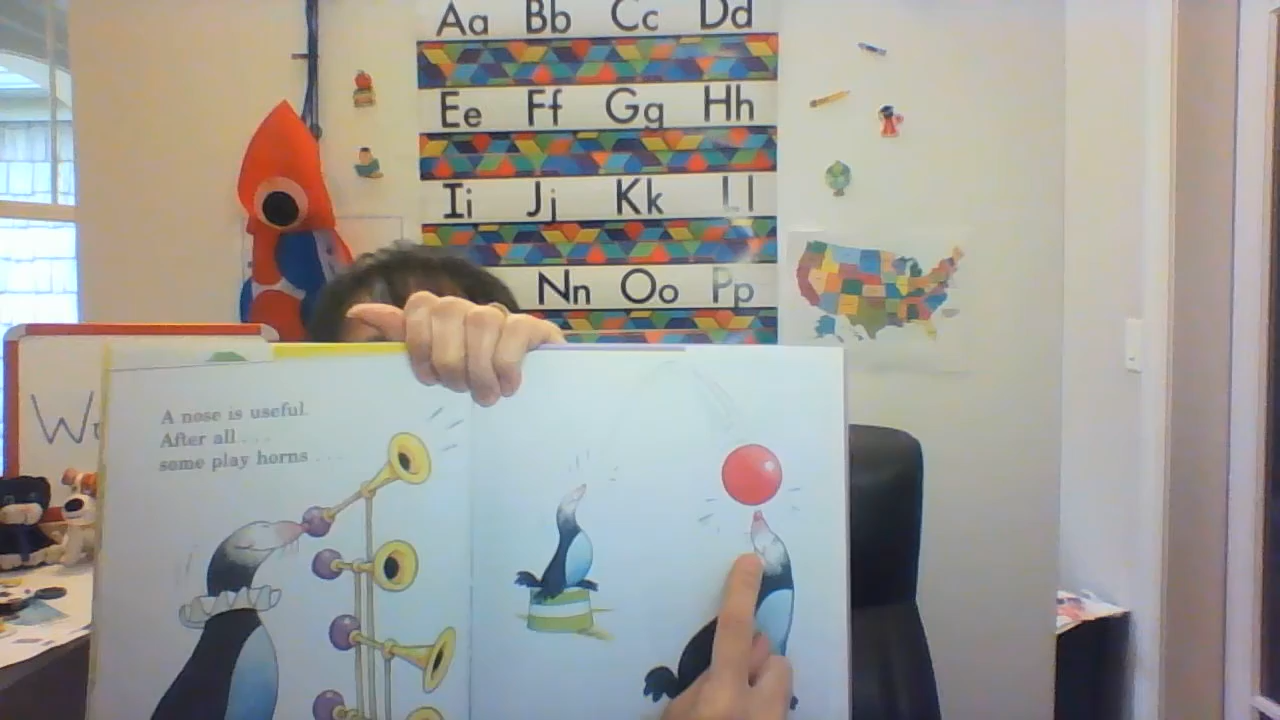 Aa Bb Cc Dd
Ee Ff Gg Hh
Ii Jj Kk Ll
Nn Oo Pp
A nose is useful.
After all . . .
some play horns . . .